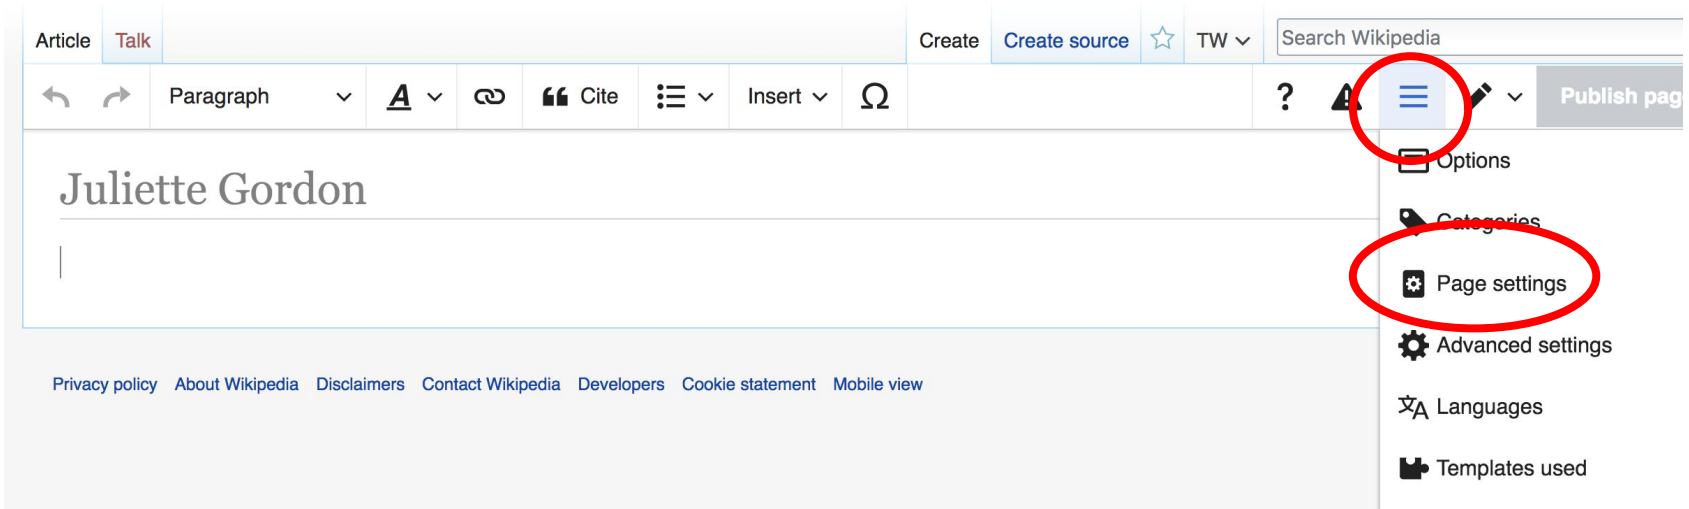 Article Talk Create Create source TW Search Wikipedia
Paragraph A Cite Insert Ω ? Publish pag
Options
Juliette Gordon
Categories
Page settings
Advanced settings
Privacy policy About Wikipedia Disclaimers Contact Wikipedia Developers Cookie statement Mobile view
Languages
Templates used